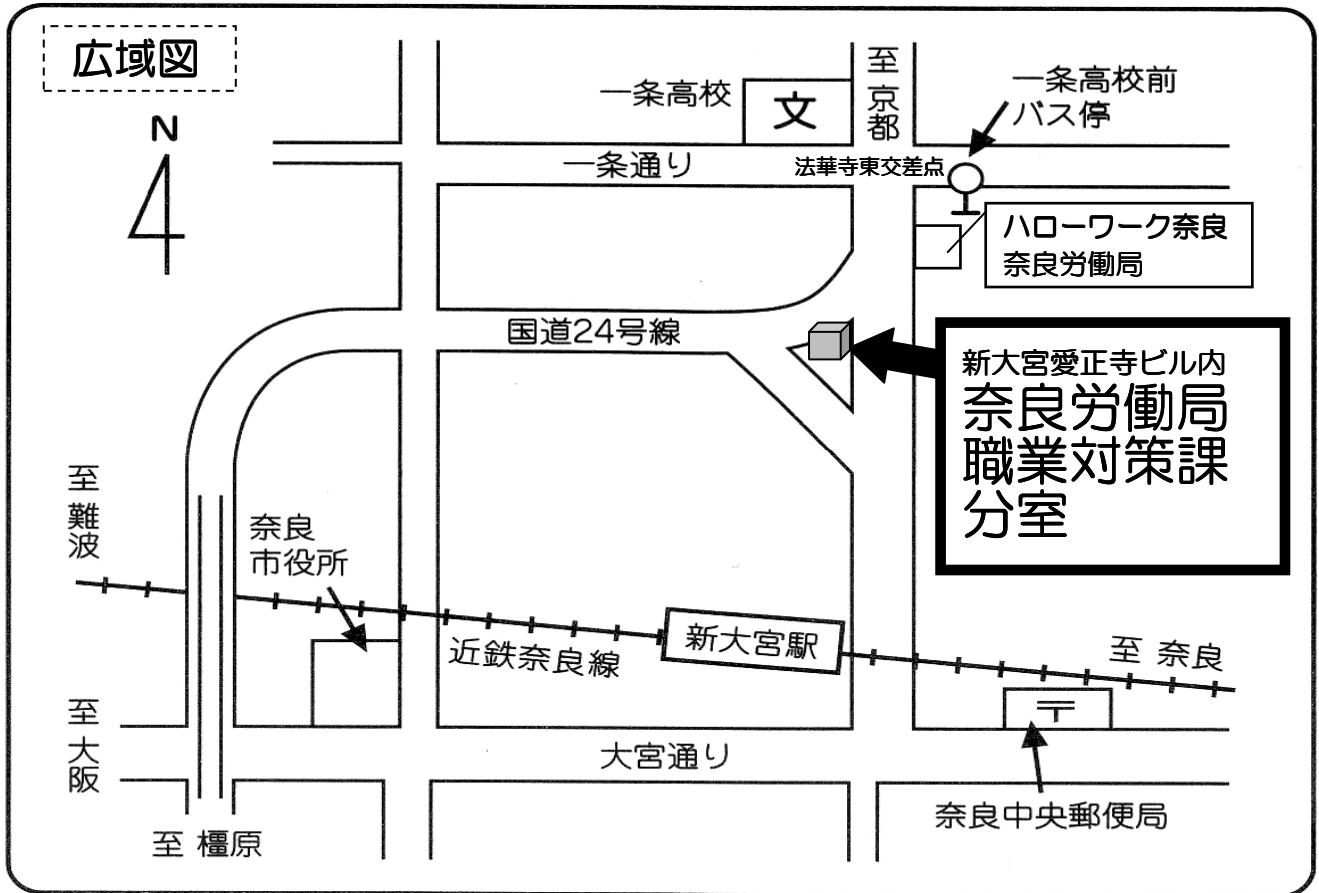 広域図
N
至京都
一条高校
文
一条高校前
バス停
一条通り
法華寺東交差点
ハローワーク奈良
奈良労働局
国道24号線
新大宮愛正寺ビル内
奈良労働局
職業対策課
分室
至難波
奈良
市役所
近鉄奈良線
新大宮駅
至 奈良
〒
至大阪
大宮通り
奈良中央郵便局
至 橿原